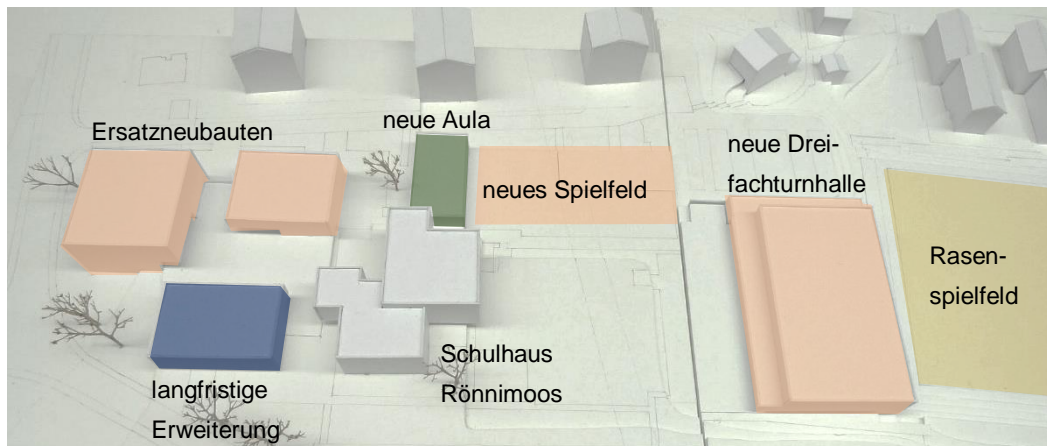 Ersatzneubauten
neue Aula
neues Spielfeld
neue Drei-
fachturnhalle
Rasen-
spielfeld
Schulhaus
Rönnimoos
langfristige
Erweiterung